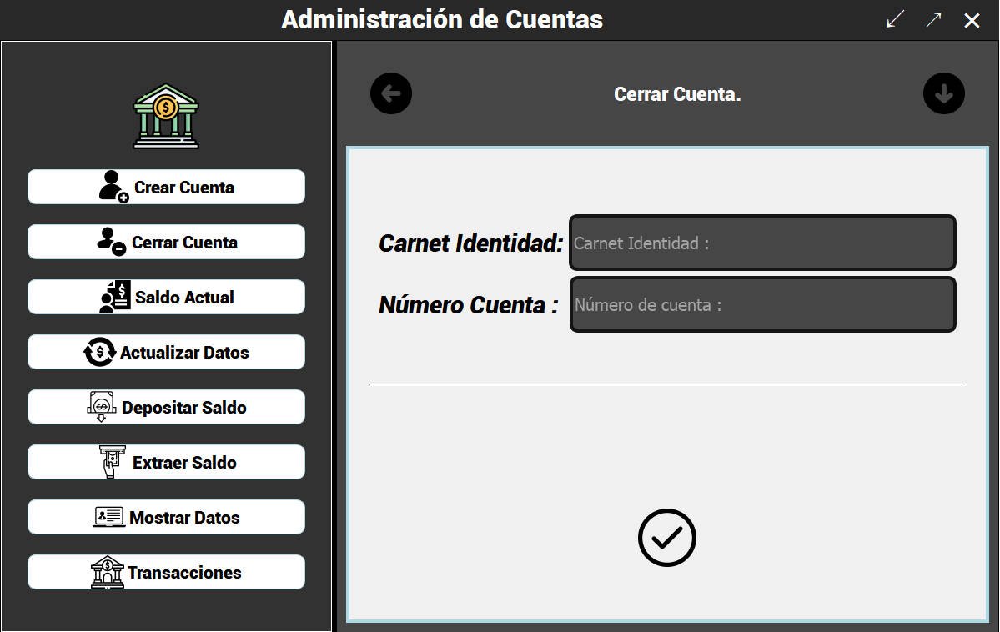 Administración de Cuentas
Crear Cuenta
Cerrar Cuenta
Saldo Actual
Actualizar Datos
Depositar Saldo
Extraer Saldo
Mostrar Datos
Transacciones
Cerrar Cuenta.
Carnet Identidad: Carnet Identidad :
Número Cuenta : Número de cuenta :